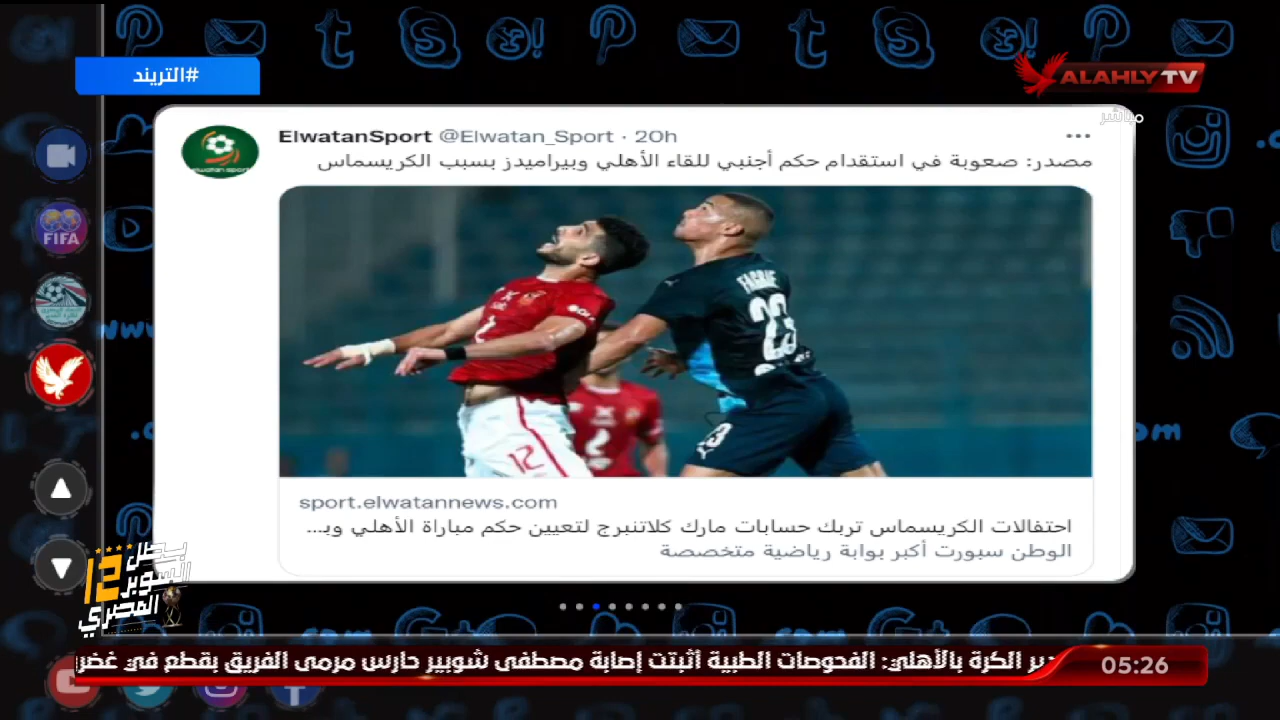 #التريند
ALAHLY TV
مباشر
ElwatanSport @Elwatan_Sport · 20h
مصدر: صعوبة في استقدام حكم أجنبي للقاء الأهلي وبيراميدز بسبب الكريسماس
FIFA
23
12
23
sport.elwatannews.com
احتفالات الكريسماس تربك حسابات مارك كلاتنبرج لتعيين حكم مباراة الأهلي وب...
الوطن سبورت أكبر بوابة رياضية متخصصة
بطل
السوبر 12
المصري
ير الكرة بالأهلي: الفحوصات الطبية أثبتت إصابة مصطفى شوبير حارس مرمى الفريق بقطع في غضر
05:26